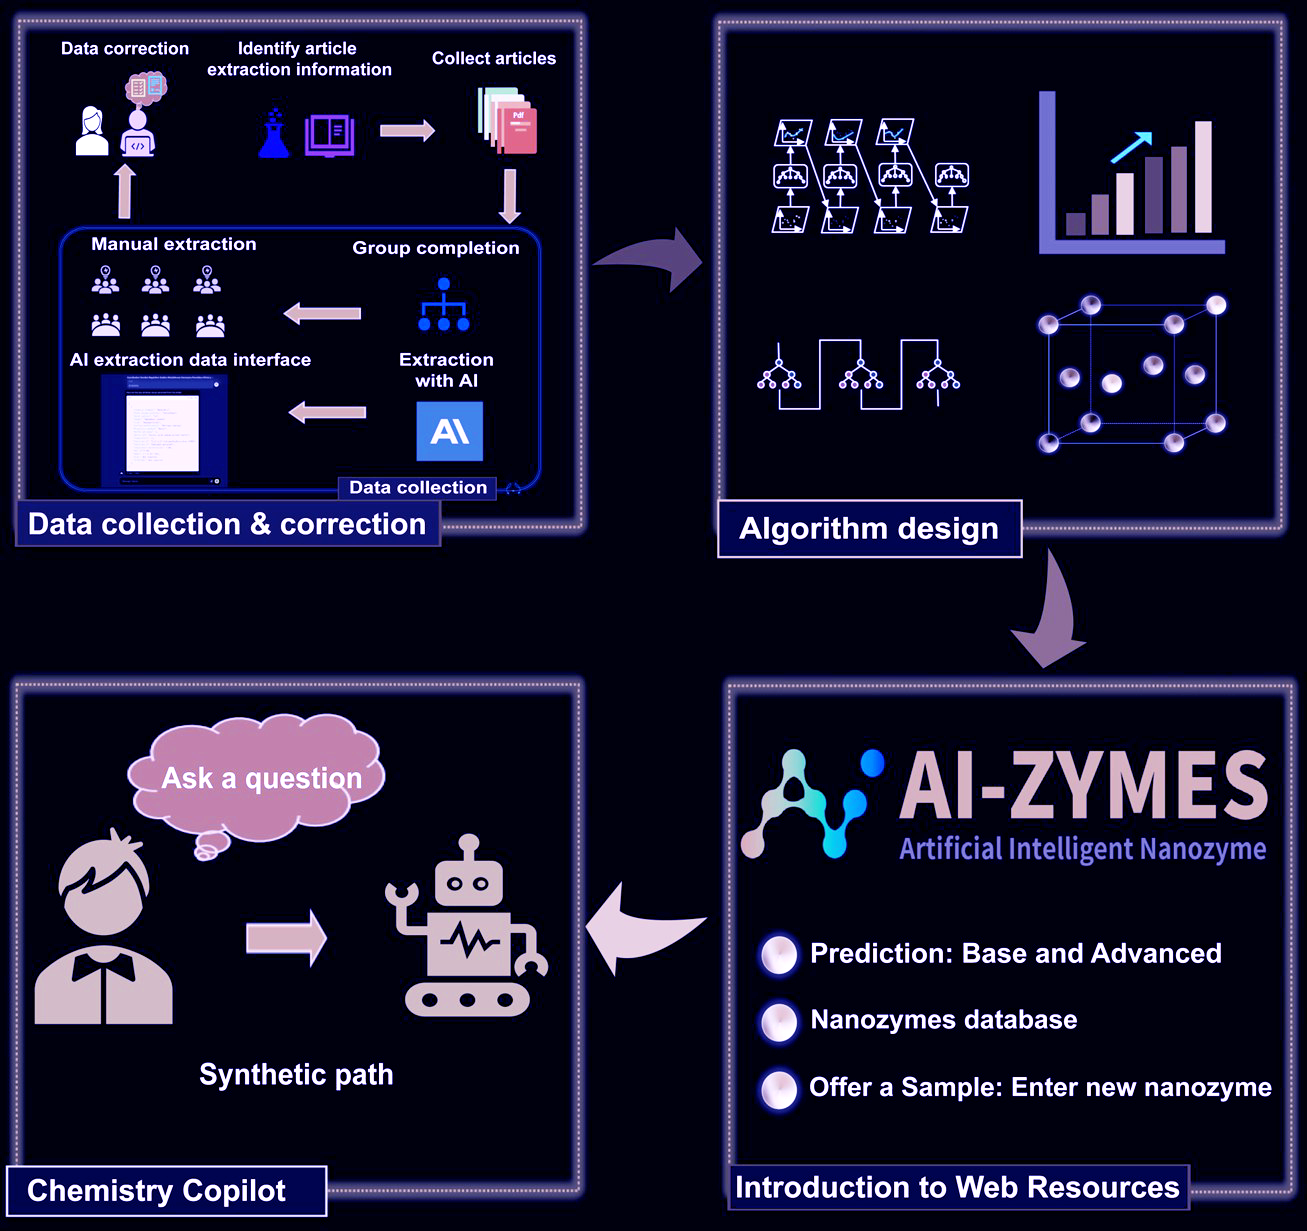 Data correction
Identify article
extraction information
Collect articles
Pdf
Manual extraction
Group completion
AI extraction data interface
Extraction
with AI
AI
Data collection
Data collection & correction
Algorithm design
Ask a question
Synthetic path
Chemistry Copilot
AI-ZYMES
Artificial Intelligent Nanozyme
Prediction: Base and Advanced
Nanozymes database
Offer a Sample: Enter new nanozyme
Introduction to Web Resources